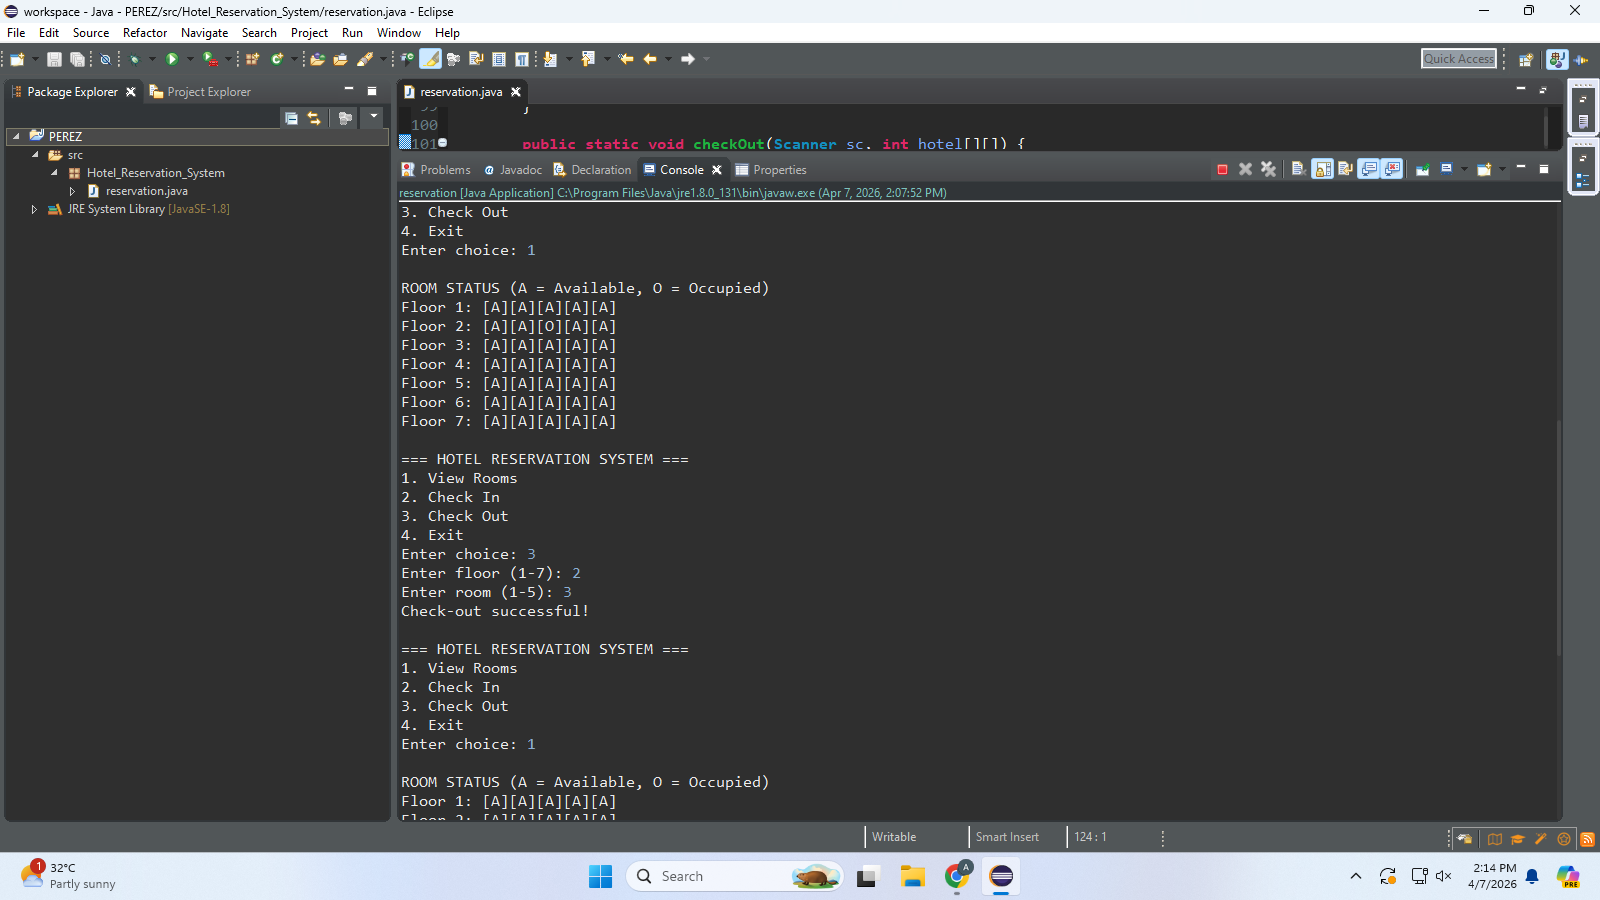 workspace - Java - PEREZ/src/Hotel_Reservation_System/reservation.java - Eclipse
File Edit Source Refactor Navigate Search Project Run Window Help
Quick Access
Package Explorer
Project Explorer
PEREZ
src
Hotel_Reservation_System
reservation.java
JRE System Library [JavaSE-1.8]
reservation.java
99 }
100
101 public static void checkOut(Scanner sc, int hotel[][]) {
Problems Javadoc Declaration Console Properties
reservation [Java Application] C:\Program Files\Java\jre1.8.0_131\bin\javaw.exe (Apr 7, 2026, 2:07:52 PM)
3. Check Out
4. Exit
Enter choice: 1
ROOM STATUS (A = Available, O = Occupied)
Floor 1: [A][A][A][A][A]
Floor 2: [A][A][O][A][A]
Floor 3: [A][A][A][A][A]
Floor 4: [A][A][A][A][A]
Floor 5: [A][A][A][A][A]
Floor 6: [A][A][A][A][A]
Floor 7: [A][A][A][A][A]
=== HOTEL RESERVATION SYSTEM ===
1. View Rooms
2. Check In
3. Check Out
4. Exit
Enter choice: 3
Enter floor (1-7): 2
Enter room (1-5): 3
Check-out successful!
=== HOTEL RESERVATION SYSTEM ===
1. View Rooms
2. Check In
3. Check Out
4. Exit
Enter choice: 1
ROOM STATUS (A = Available, O = Occupied)
Floor 1: [A][A][A][A][A]
Floor 2: [A][A][A][A][A]
Writable
Smart Insert
124 : 1
1
32°C
Partly sunny
Search
A
PRE
2:14 PM
4/7/2026